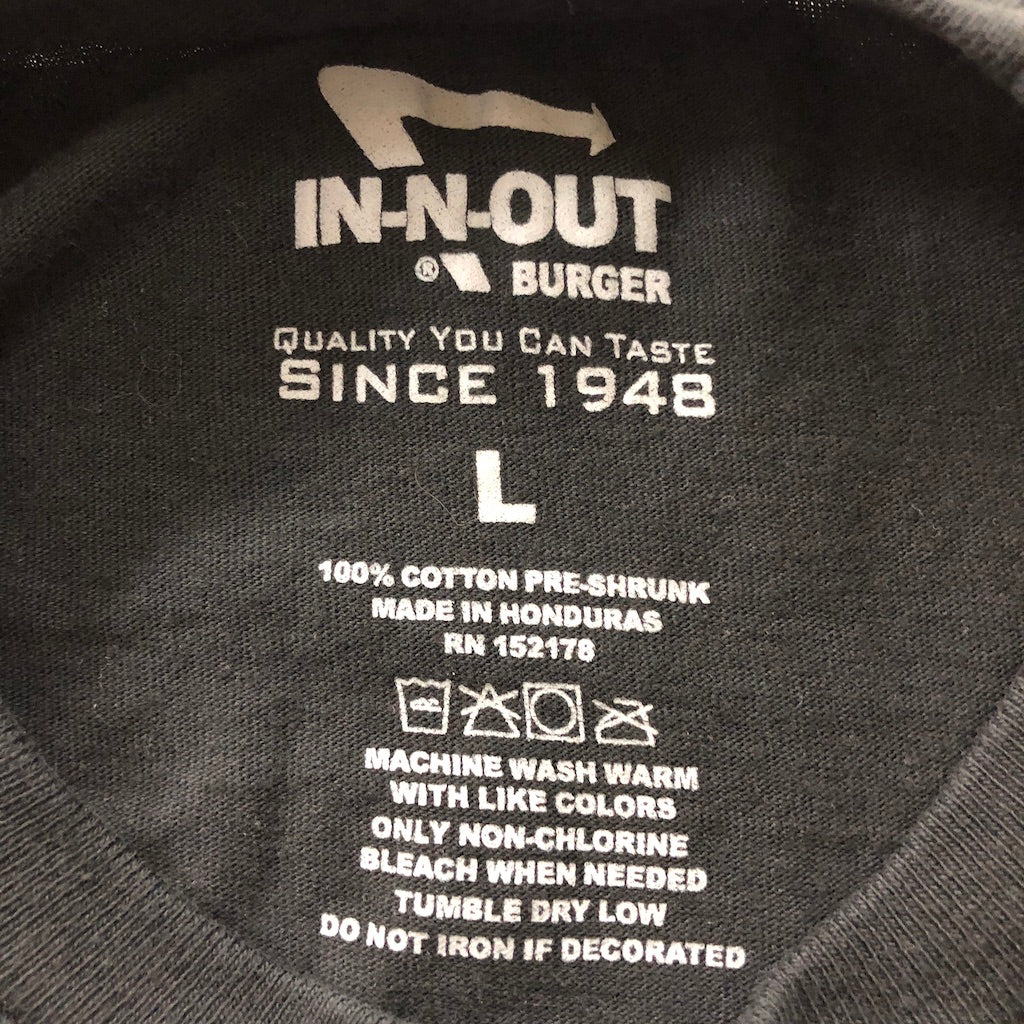 IN-N-OUT
® BURGER
QUALITY YOU CAN TASTE
SINCE 1948
L
100% COTTON PRE-SHRUNK
MADE IN HONDURAS
RN 152178
MACHINE WASH WARM
WITH LIKE COLORS
ONLY NON-CHLORINE
BLEACH WHEN NEEDED
TUMBLE DRY LOW
DO NOT IRON IF DECORATED